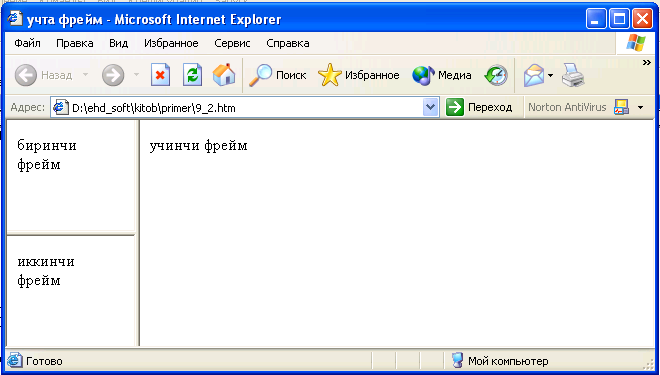 учта фрейм - Microsoft Internet Explorer
Файл Правка Вид Избранное Сервис Справка
Назад Поиск Избранное Медиа
Адрес: D:\ehd_soft\kitob\primer\9_2.htm Переход Norton AntiVirus
биринчи
фрейм
учинчи фрейм
иккинчи
фрейм
Готово Мой компьютер